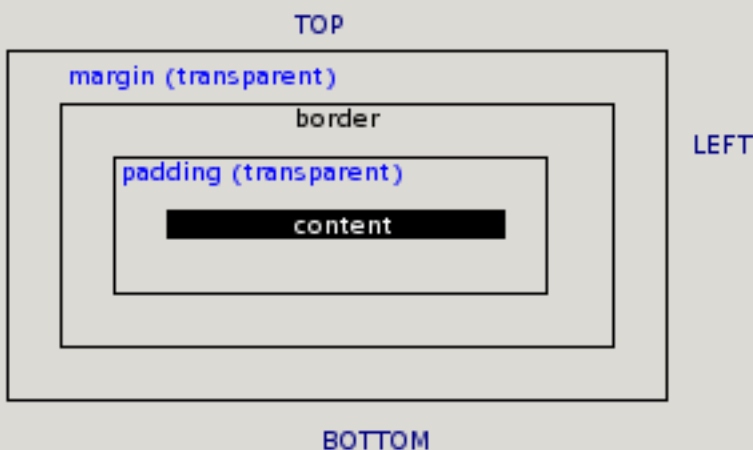 TOP
margin (transparent)
border
LEFT
padding (transparent)
content
BOTTOM